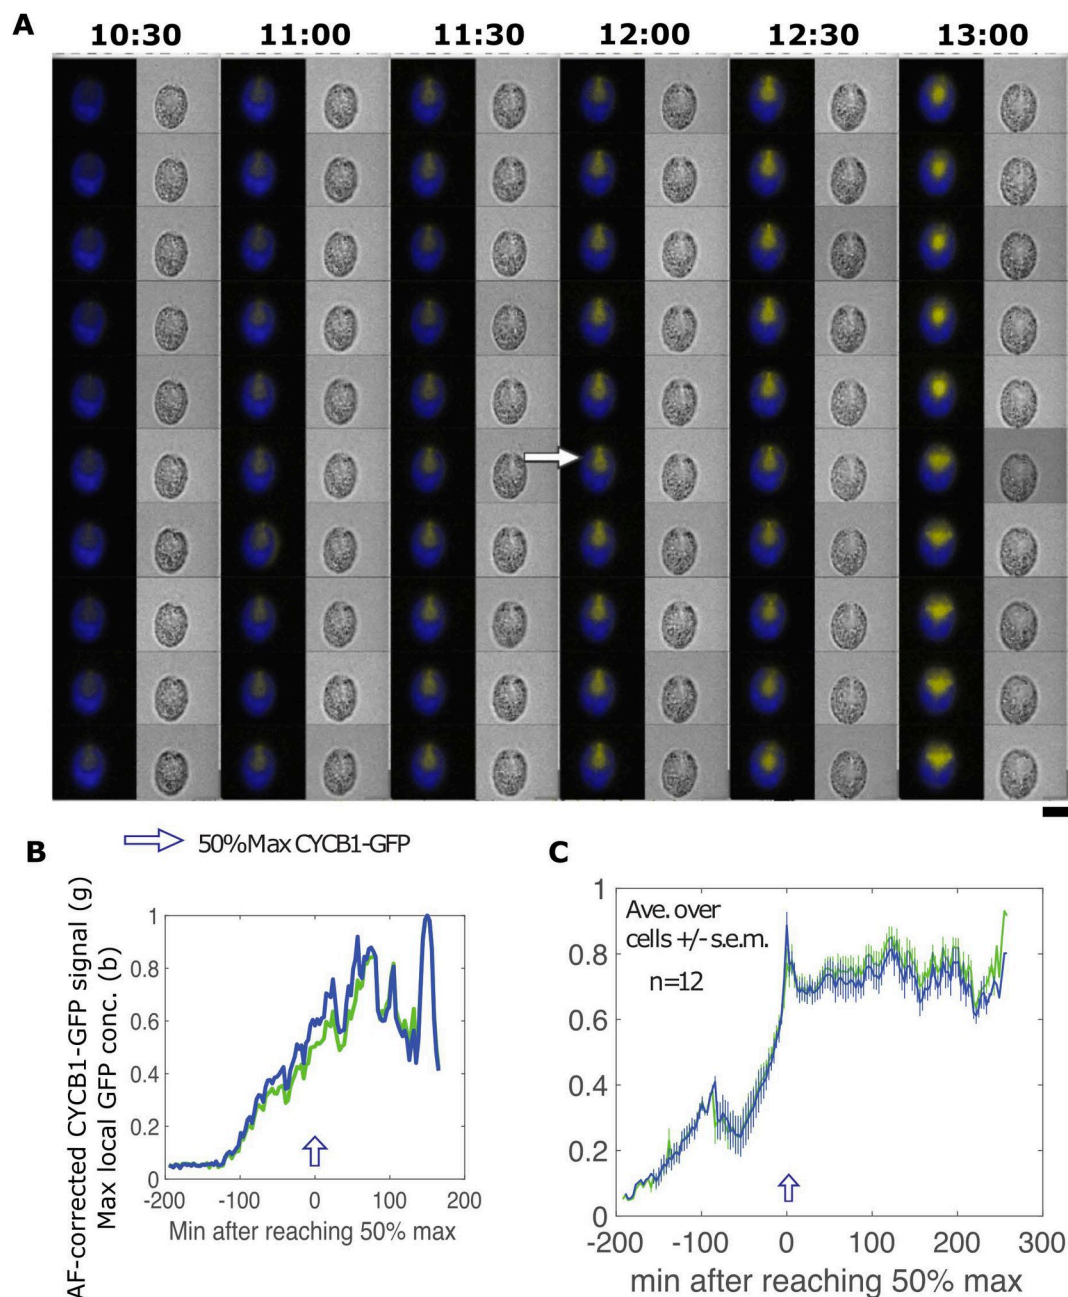 A
10:30 11:00 11:30 12:00 12:30 13:00
50%Max CYCB1-GFP
B
AF-corrected CYCB1-GFP signal (g)
Max local GFP conc. (b)
1
0.8
0.6
0.4
0.2
0
-200 -100 0 100 200
Min after reaching 50% max
C
Ave. over
cells +/- s.e.m.
n=12
1
0.8
0.6
0.4
0.2
0
-200 -100 0 100 200 300
min after reaching 50% max